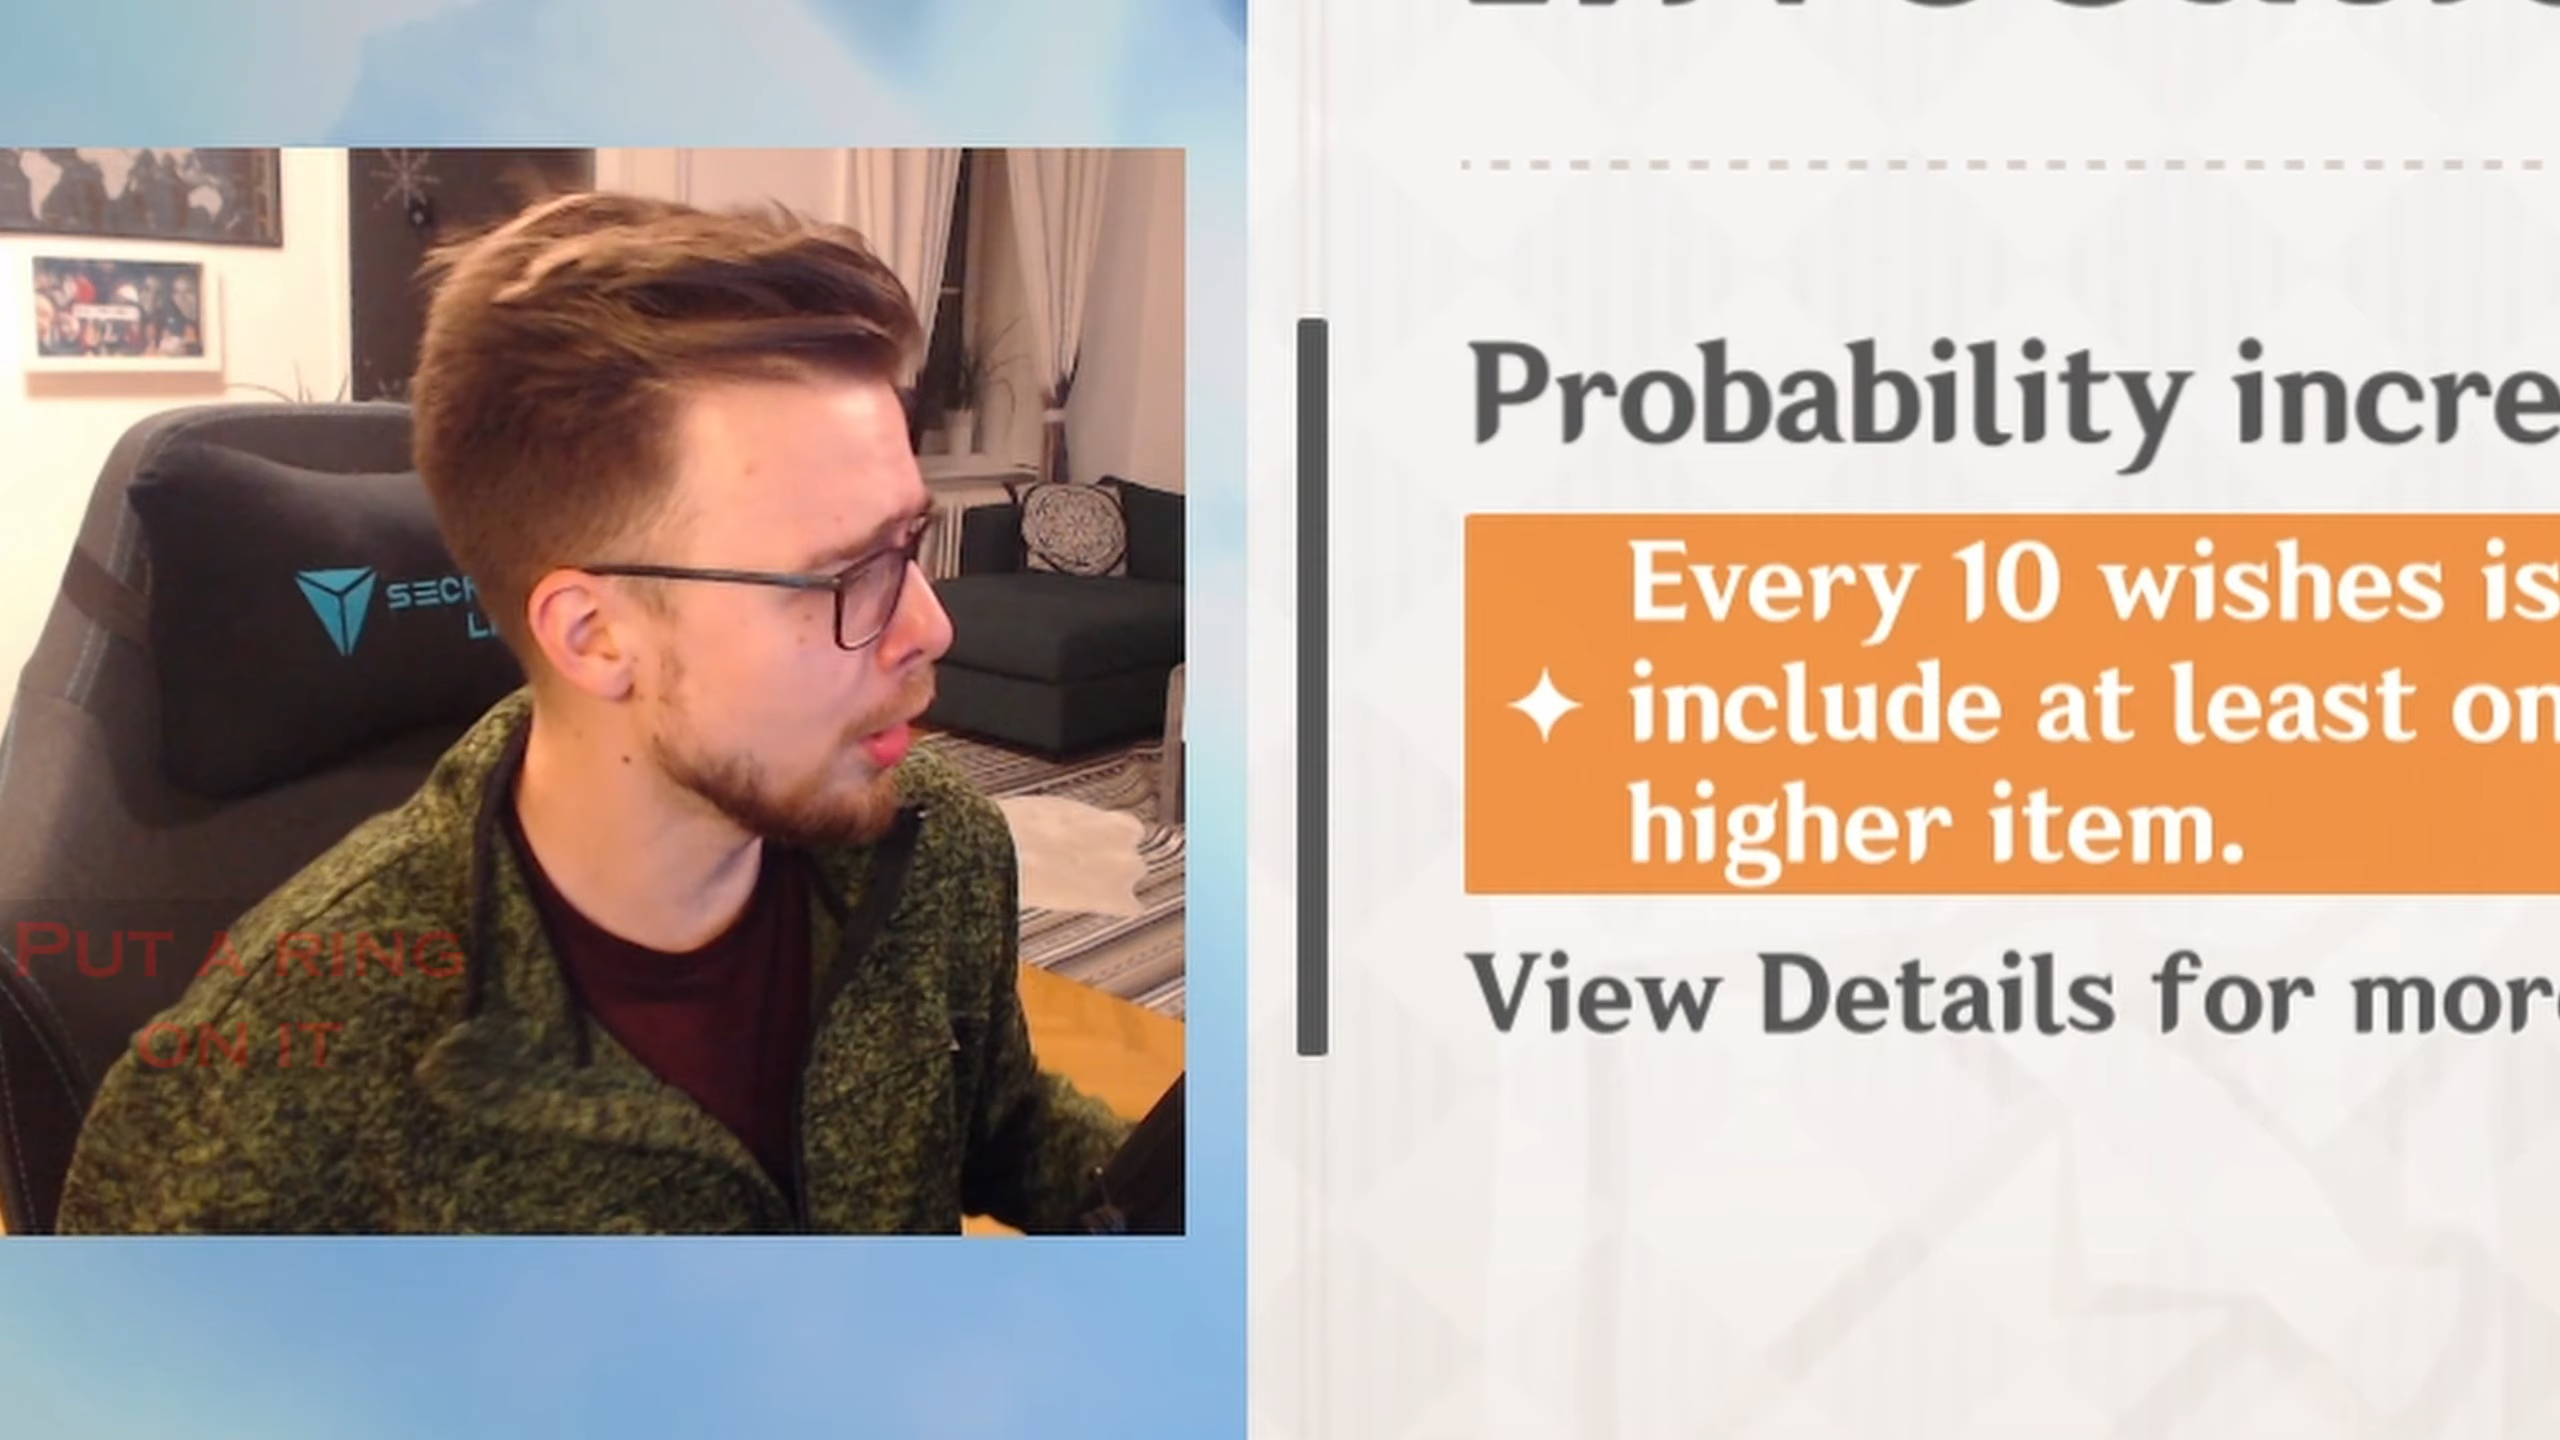 Probability incre
Every 10 wishes is
include at least on
higher item.
View Details for more
PUT A RING
ON IT